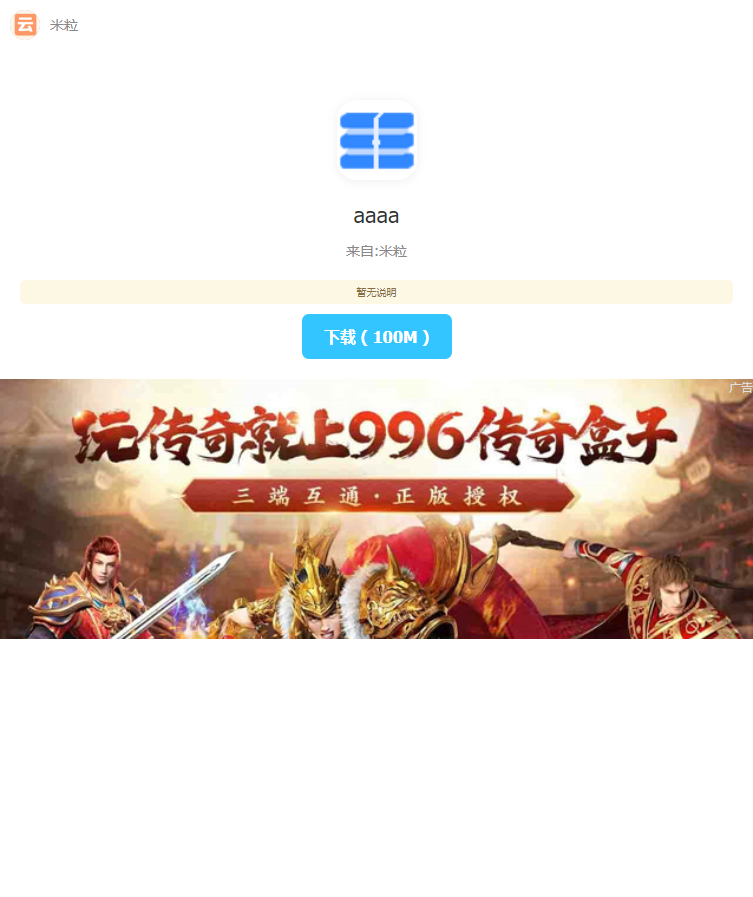 云 米粒
aaaa
来自:米粒
暂无说明
下载（100M）
广告
玩传奇就上996传奇盒子
三端互通·正版授权